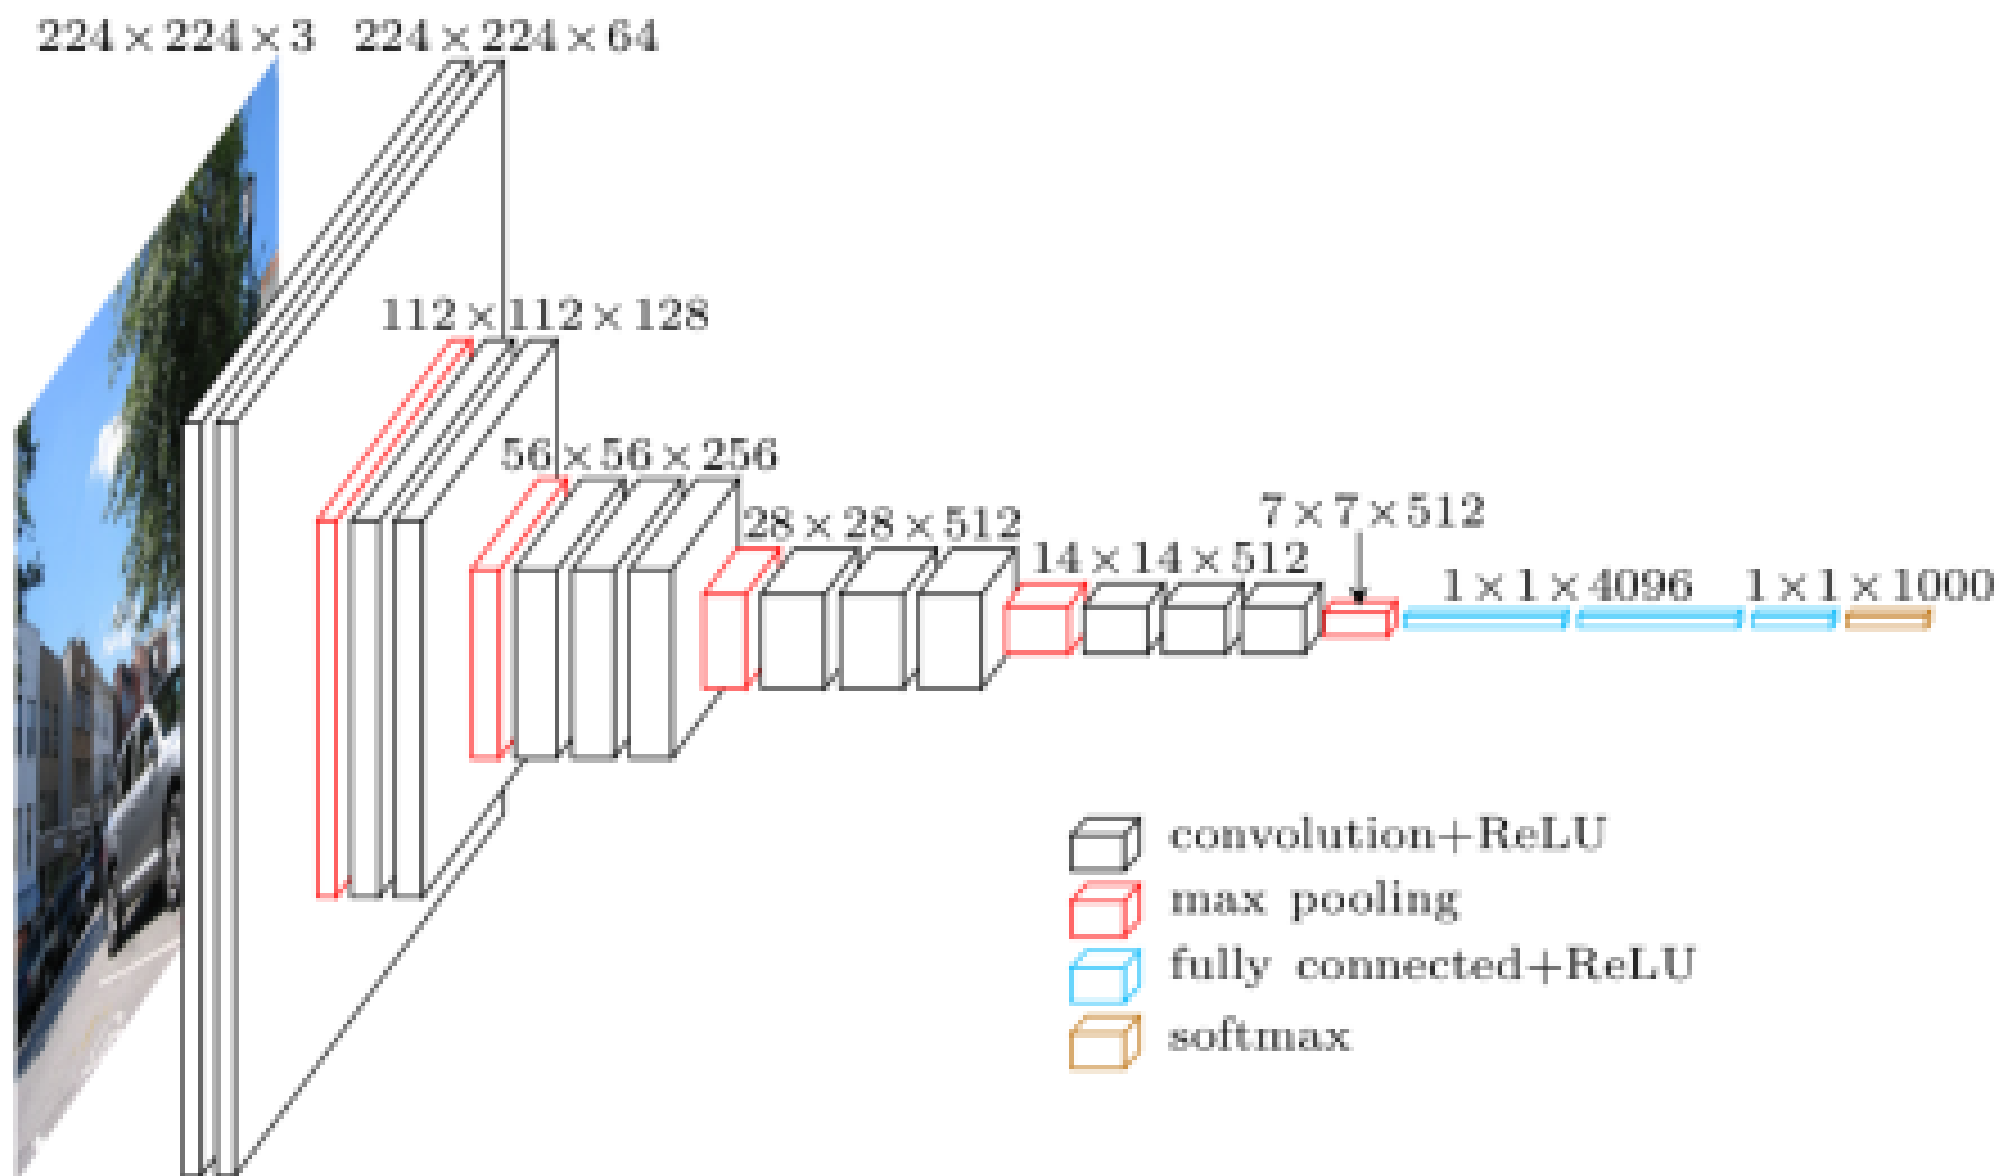 224 × 224 × 3
224 × 224 × 64
112 × 112 × 128
56 × 56 × 256
28 × 28 × 512
14 × 14 × 512
7 × 7 × 512
1 × 1 × 4096
1 × 1 × 1000
convolution+ReLU
max pooling
fully connected+ReLU
softmax